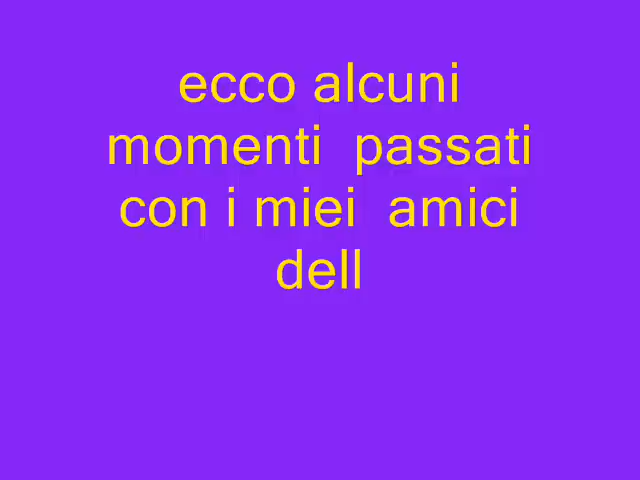 ecco alcuni
momenti  passati
con i miei  amici
dell